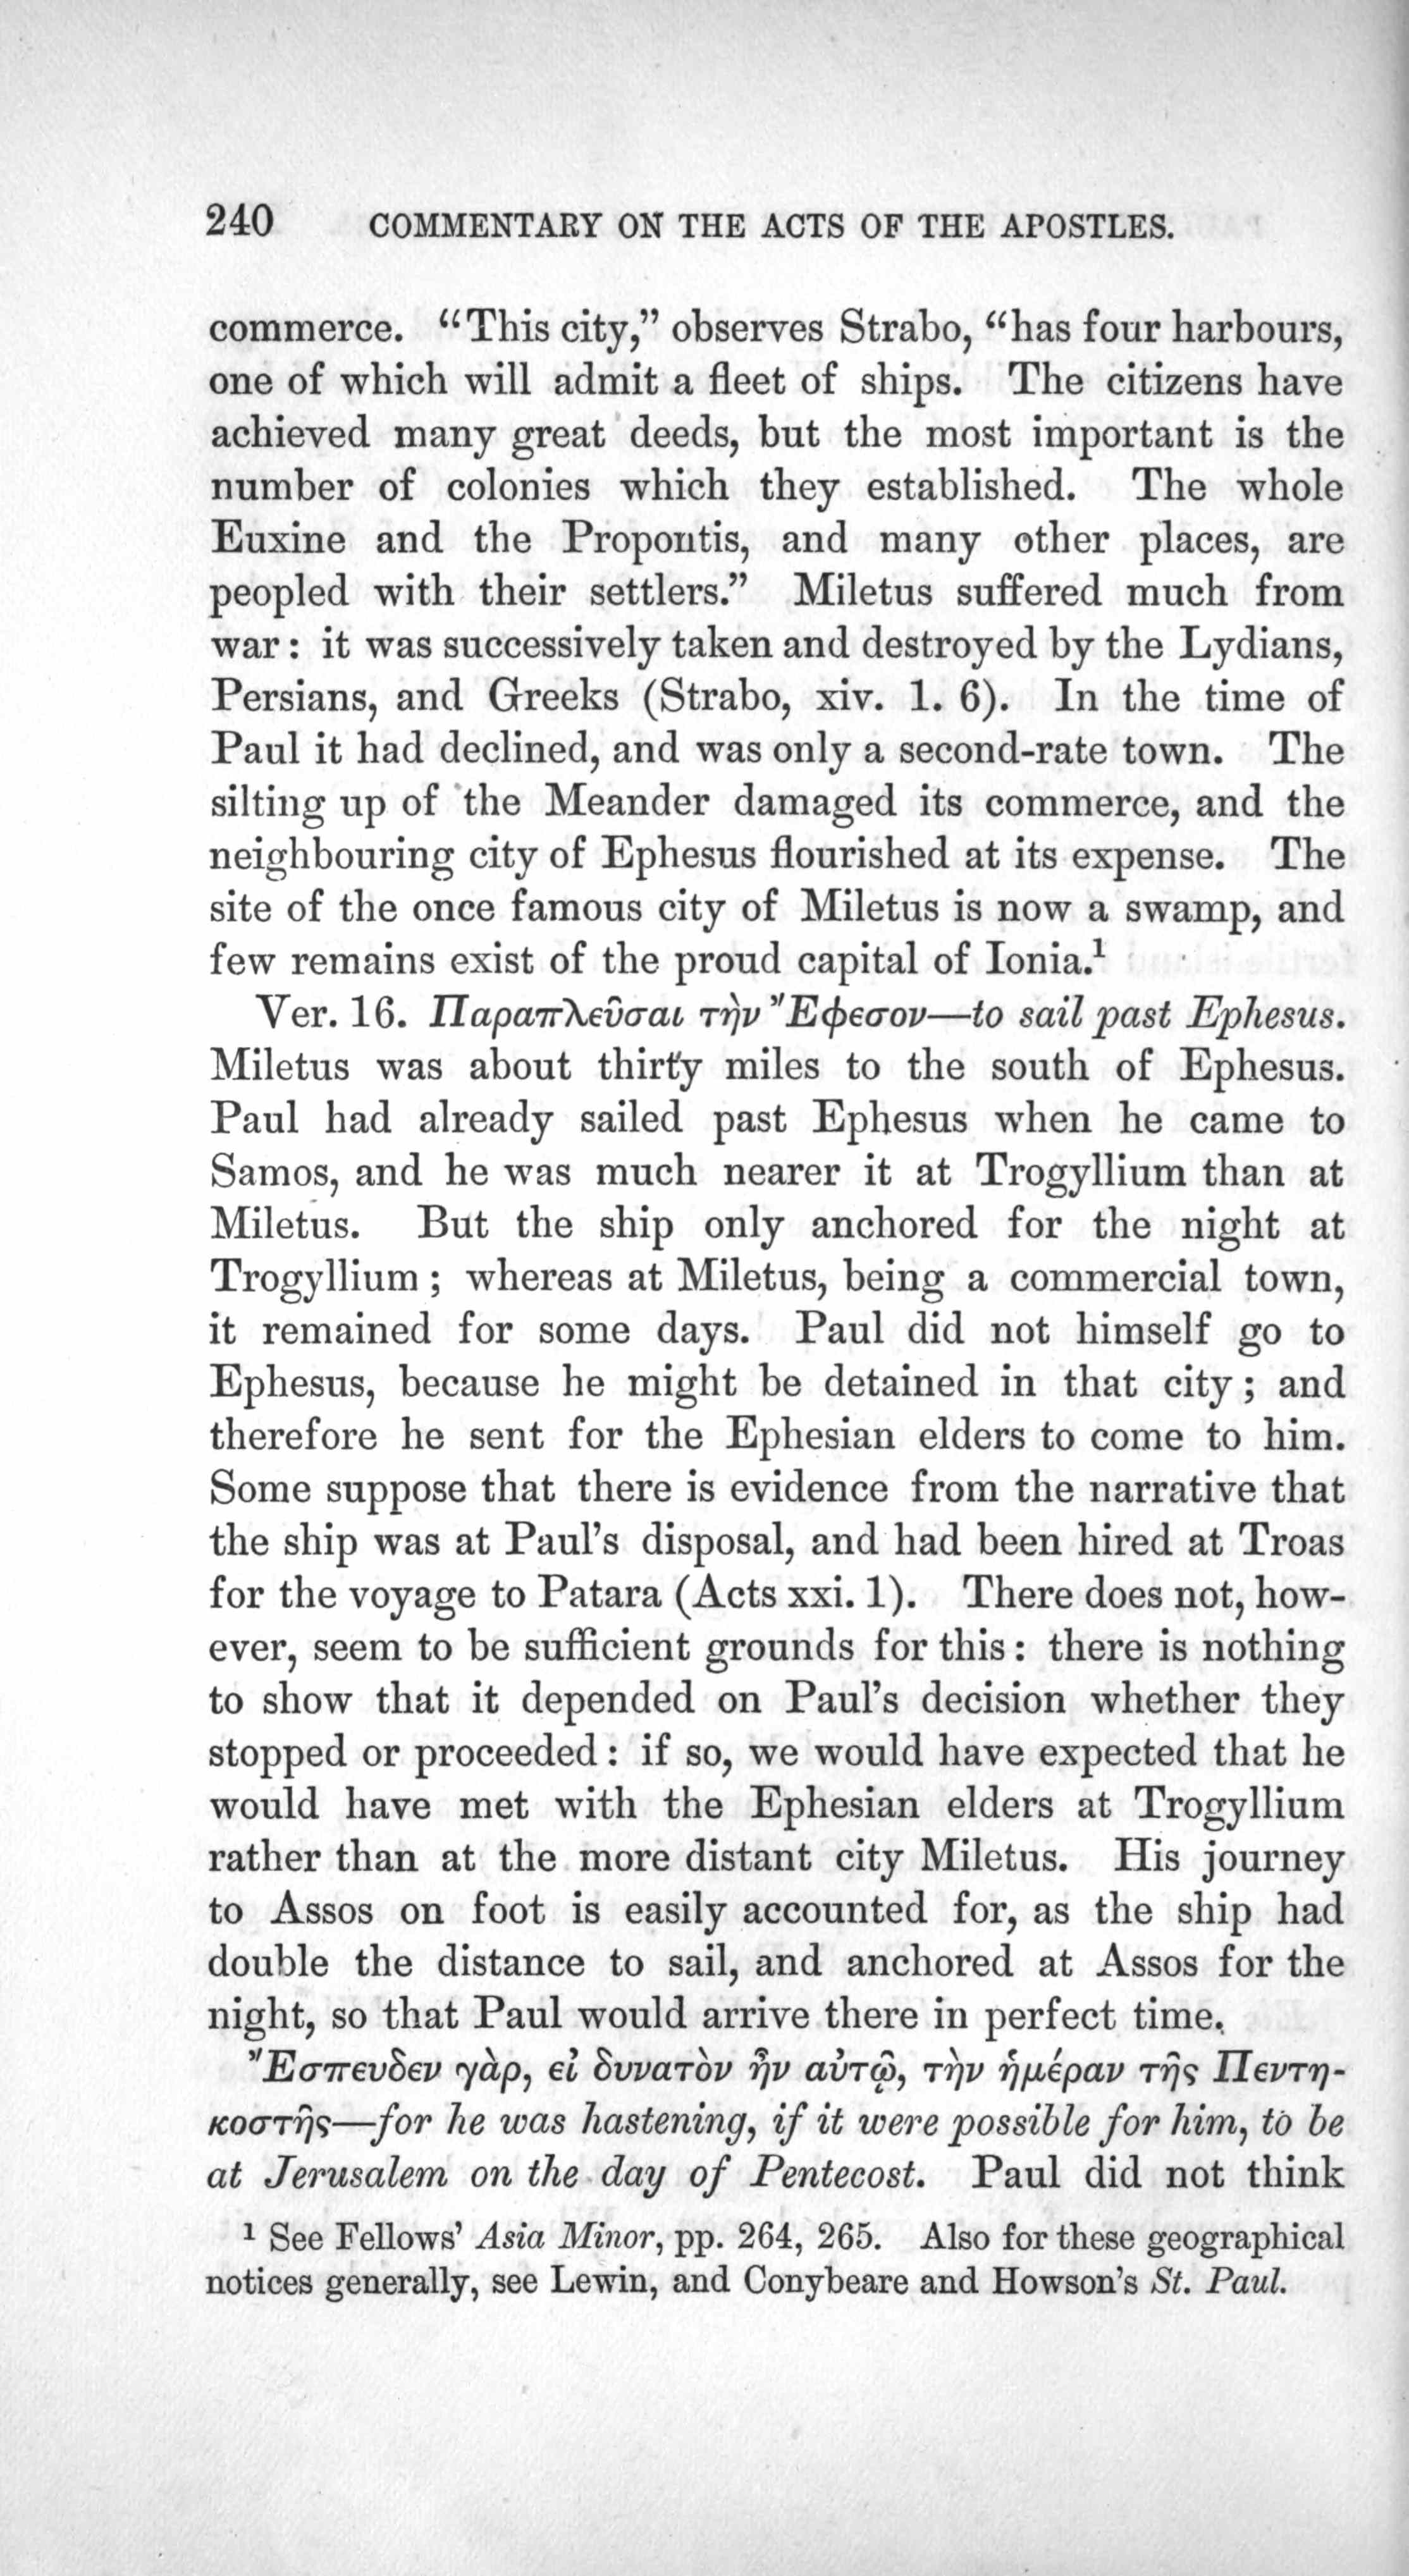 240 COMMENTARY ON THE ACTS OF THE APOSTLES.
commerce. “This city,” observes Strabo, “has four harbours,
one of which will admit a fleet of ships. The citizens have
achieved many great deeds, but the most important is the
number of colonies which they established. The whole
Euxine and the Propontis, and many other places, are
peopled with their settlers.” Miletus suffered much from
war: it was successively taken and destroyed by the Lydians,
Persians, and Greeks (Strabo, xiv. 1. 6). In the time of
Paul it had declined, and was only a second-rate town. The
silting up of the Meander damaged its commerce, and the
neighbouring city of Ephesus flourished at its expense. The
site of the once famous city of Miletus is now a swamp, and
few remains exist of the proud capital of Ionia.¹
Ver. 16. Παραπλεῦσαι τὴν Ἔφεσον—to sail past Ephesus.
Miletus was about thirty miles to the south of Ephesus.
Paul had already sailed past Ephesus when he came to
Samos, and he was much nearer it at Trogyllium than at
Miletus. But the ship only anchored for the night at
Trogyllium; whereas at Miletus, being a commercial town,
it remained for some days. Paul did not himself go to
Ephesus, because he might be detained in that city; and
therefore he sent for the Ephesian elders to come to him.
Some suppose that there is evidence from the narrative that
the ship was at Paul’s disposal, and had been hired at Troas
for the voyage to Patara (Acts xxi. 1). There does not, how-
ever, seem to be sufficient grounds for this: there is nothing
to show that it depended on Paul’s decision whether they
stopped or proceeded: if so, we would have expected that he
would have met with the Ephesian elders at Trogyllium
rather than at the more distant city Miletus. His journey
to Assos on foot is easily accounted for, as the ship had
double the distance to sail, and anchored at Assos for the
night, so that Paul would arrive there in perfect time.
Ἔσπευδεν γὰρ, εἰ δυνατὸν ἦν αὐτῷ, τὴν ἡμέραν τῆς Πεντη-
κοστῆς—for he was hastening, if it were possible for him, to be
at Jerusalem on the day of Pentecost. Paul did not think
¹ See Fellows’ Asia Minor, pp. 264, 265. Also for these geographical
notices generally, see Lewin, and Conybeare and Howson’s St. Paul.